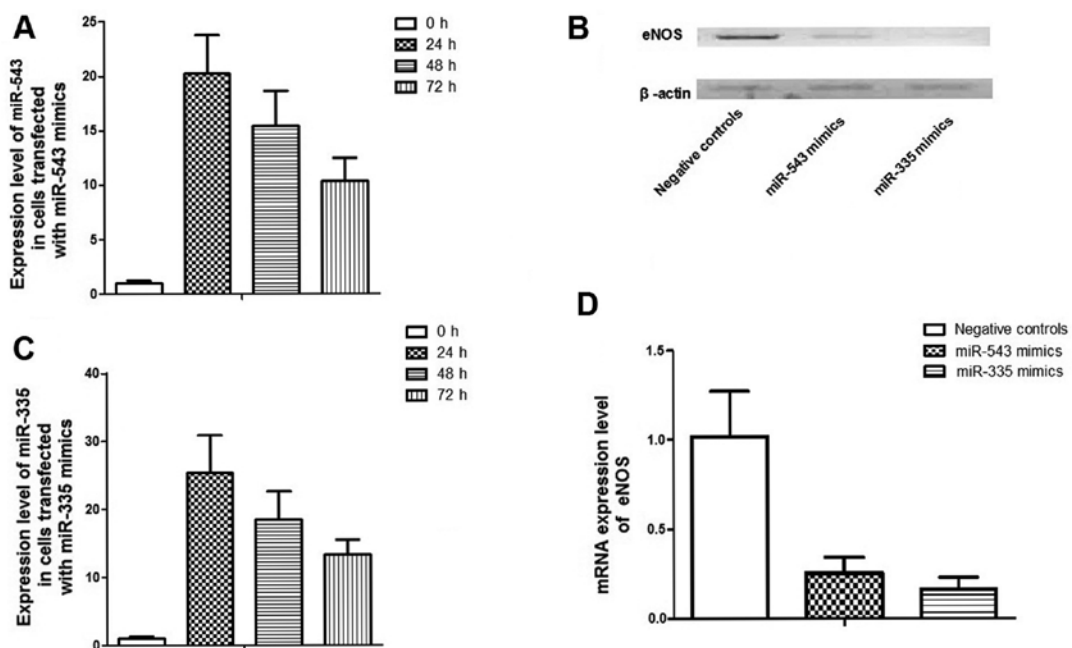 A
Expression level of miR-543
in cells transfected
with miR-543 mimics
25
20
15
10
5
0
0 h
24 h
48 h
72 h
B
eNOS
β -actin
Negative controls
miR-543 mimics
miR-335 mimics
C
Expression level of miR-335
in cells transfected
with miR-335 mimics
40
30
20
10
0
0 h
24 h
48 h
72 h
D
mRNA expression level
of eNOS
1.5
1.0
0.5
0.0
Negative controls
miR-543 mimics
miR-335 mimics